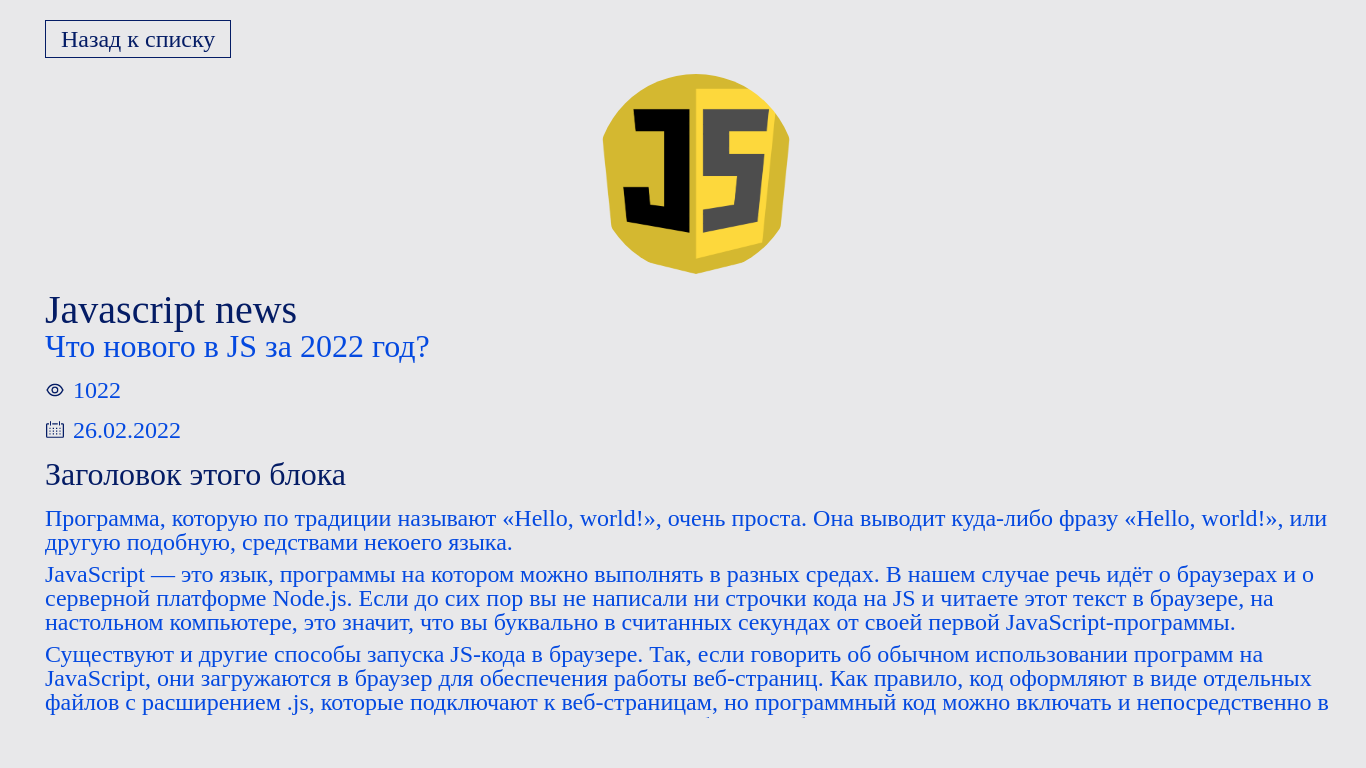 Назад к списку
JS
Javascript news
Что нового в JS за 2022 год?
1022
26.02.2022
Заголовок этого блока
Программа, которую по традиции называют «Hello, world!», очень проста. Она выводит куда-либо фразу «Hello, world!», или
другую подобную, средствами некоего языка.
JavaScript — это язык, программы на котором можно выполнять в разных средах. В нашем случае речь идёт о браузерах и о
серверной платформе Node.js. Если до сих пор вы не написали ни строчки кода на JS и читаете этот текст в браузере, на
настольном компьютере, это значит, что вы буквально в считанных секундах от своей первой JavaScript-программы.
Существуют и другие способы запуска JS-кода в браузере. Так, если говорить об обычном использовании программ на
JavaScript, они загружаются в браузер для обеспечения работы веб-страниц. Как правило, код оформляют в виде отдельных
файлов с расширением .js, которые подключают к веб-страницам, но программный код можно включать и непосредственно в